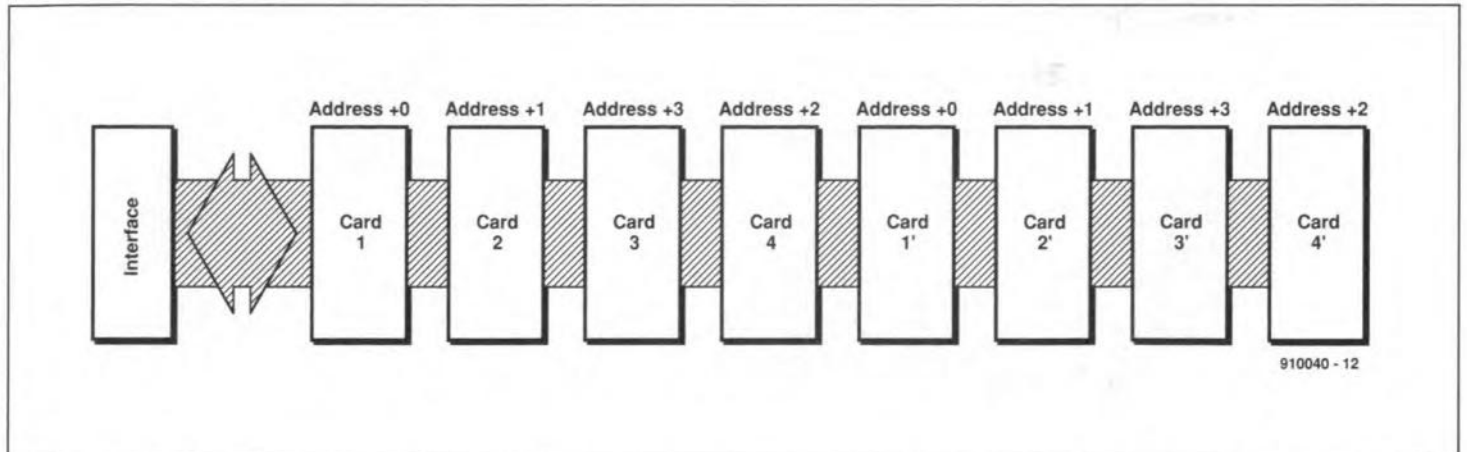 Address +0 Address +1 Address +3 Address +2 Address +0 Address +1 Address +3 Address +2
Interface
Card
1
Card
2
Card
3
Card
4
Card
1'
Card
2'
Card
3'
Card
4'
910040 - 12